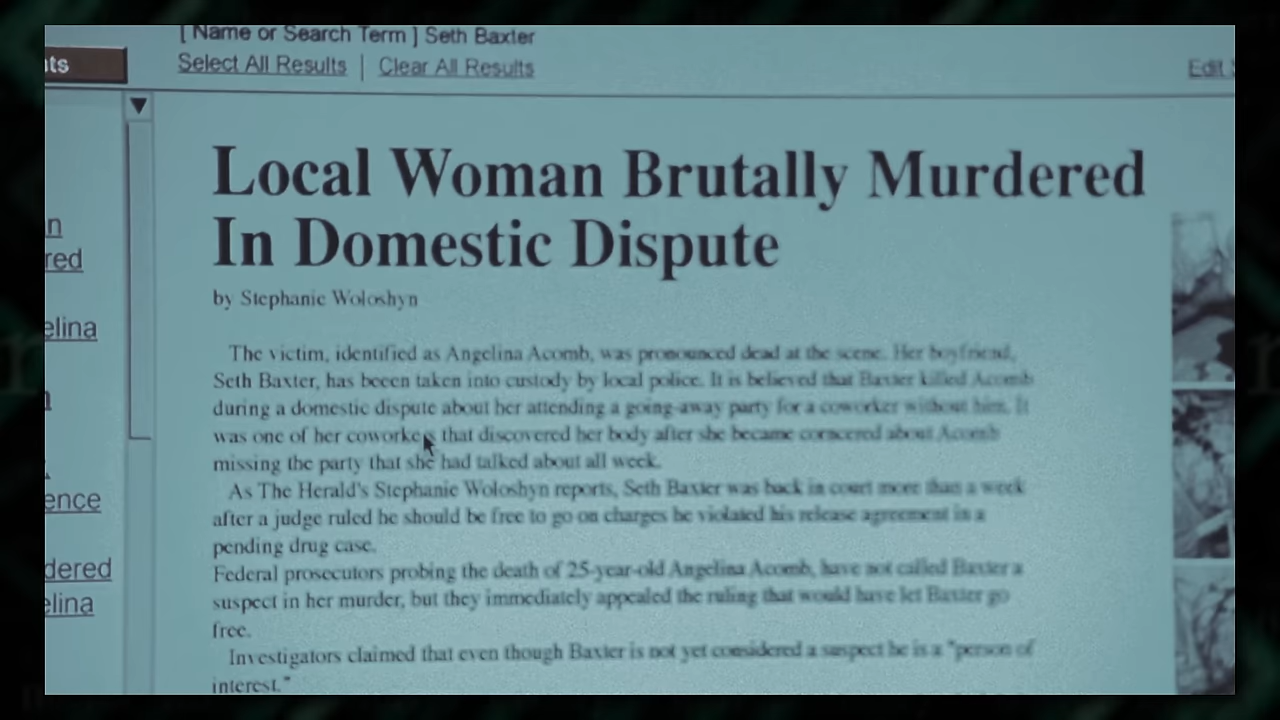 [ Name or Search Term ] Seth Baxter
ts
Select All Results | Clear All Results
Edit
n
red
elina
ence
dered
elina
Local Woman Brutally Murdered
In Domestic Dispute
by Stephanie Woloshyn
The victim, identified as Angelina Acomb, was pronounced dead at the scene. Her boyfriend,
Seth Baxter, has beeen taken into custody by local police. It is believed that Baxter killed Acomb
during a domestic dispute about her attending a going-away party for a coworker without him. It
was one of her coworkes that discovered her body after she became concerned about Acomb
missing the party that she had talked about all week.
As The Herald's Stephanie Woloshyn reports, Seth Baxter was back in court more than a week
after a judge ruled he should be free to go on charges he violated his release agreement in a
pending drug case.
Federal prosecutors probing the death of 25-year-old Angelina Acomb, have not called Baxter a
suspect in her murder, but they immediately appealed the ruling that would have let Baxter go
free.
Investigators claimed that even though Baxter is not yet considered a suspect he is a "person of
interest."